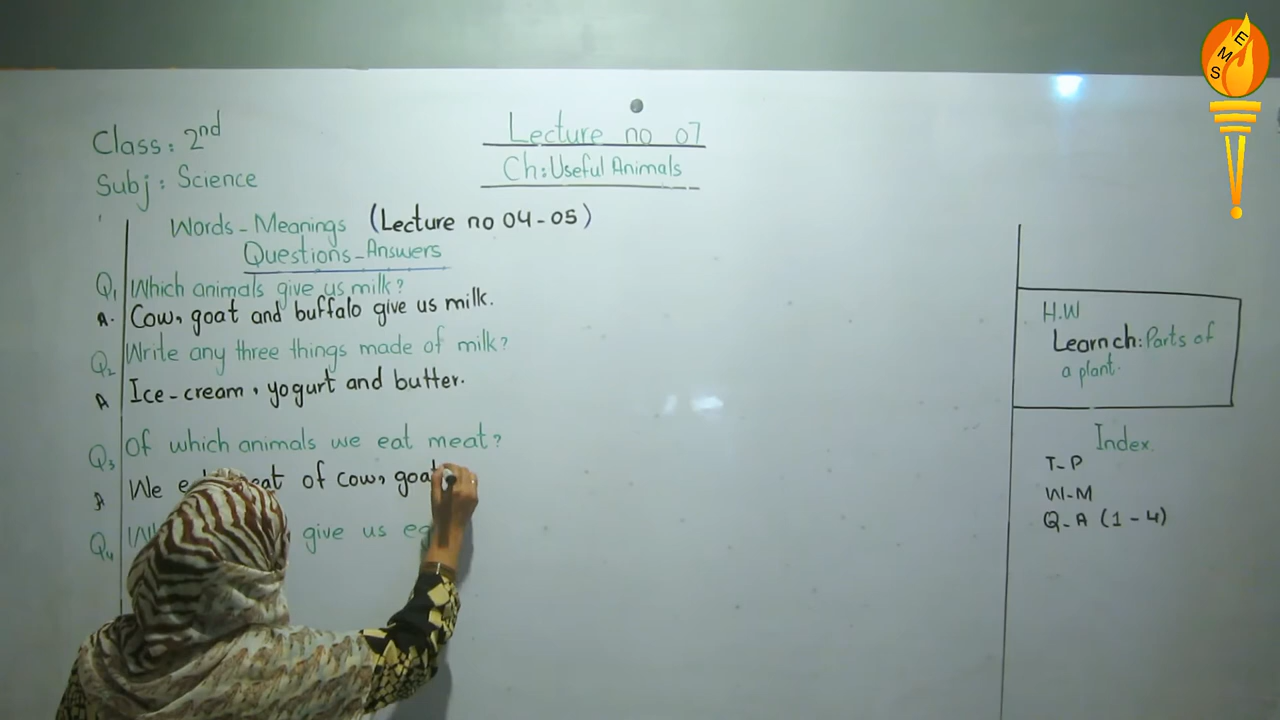 Class: 2nd
Subj: Science
Lecture no 07
Ch: Useful Animals
Words-Meanings (Lecture no 04-05)
Questions-Answers
Q1 Which animals give us milk?
A. Cow, goat and buffalo give us milk.
Q2 Write any three things made of milk?
A Ice-cream, yogurt and butter.
Q3 Of which animals we eat meat?
A We of cow, goat
Q4 give us
H.W
Learn ch: Parts of
a plant.
Index
T-P
W-M
Q-A (1-4)
EMS